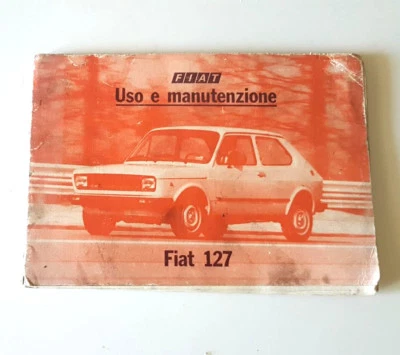 FIAT
Uso e manutenzione
Fiat 127